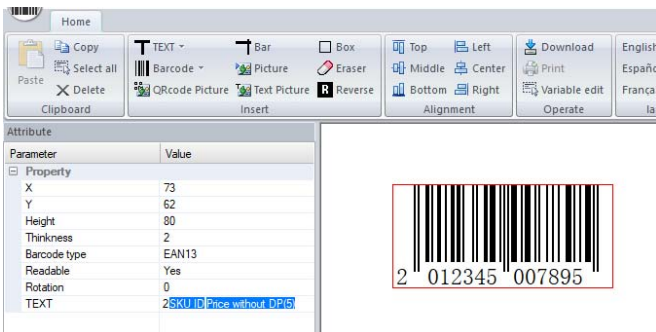 Home
Paste
Copy
Select all
Delete
Clipboard
TEXT
Bar
Box
Barcode
Picture
Eraser
QRcode Picture
Text Picture
R Reverse
Insert
Top
Left
Middle
Center
Bottom
Right
Alignment
Download
Print
Variable edit
Operate
English
Españo
França
la
Attribute
Parameter Value
Property
X 73
Y 62
Height 80
Thinkness 2
Barcode type EAN13
Readable Yes
Rotation 0
TEXT 2SKU ID Price without DP(5)
2 012345 007895